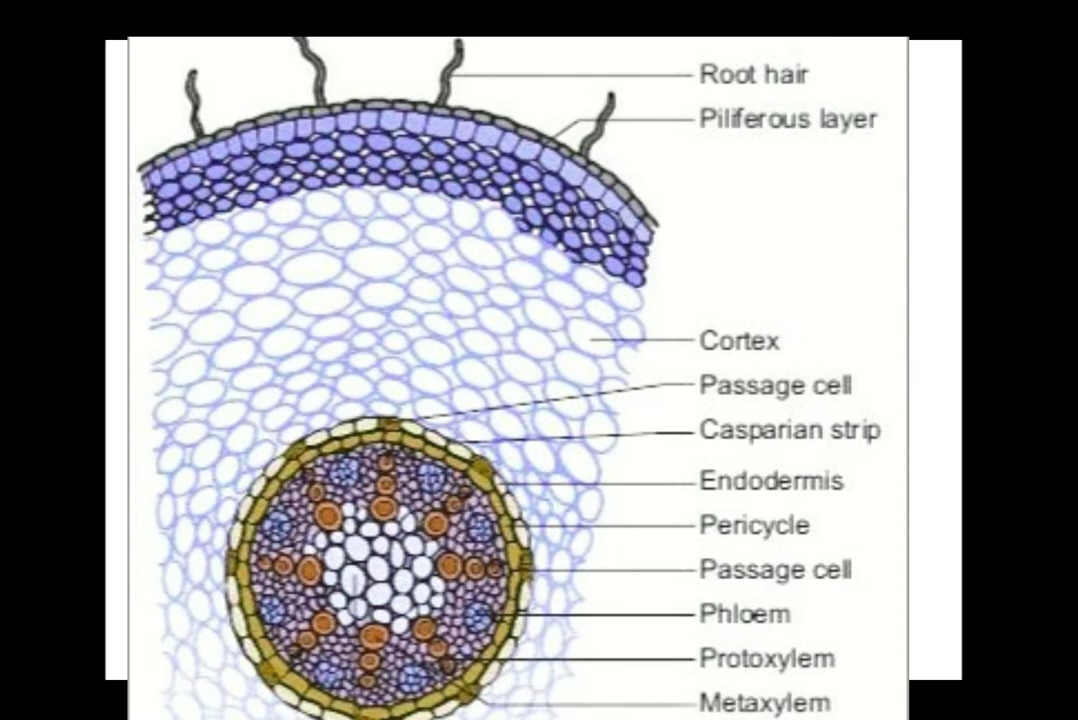 Root hair
Piliferous layer
Cortex
Passage cell
Casparian strip
Endodermis
Pericycle
Passage cell
Phloem
Protoxylem
Metaxylem